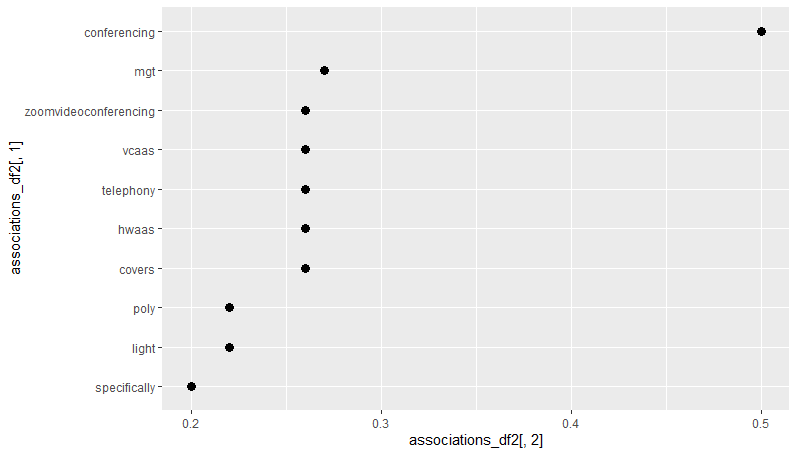 conferencing
mgt
zoomvideoconferencing
vcaas
telephony
hwaas
covers
poly
light
specifically
associations_df2[, 1]
0.2 0.3 0.4 0.5
associations_df2[, 2]